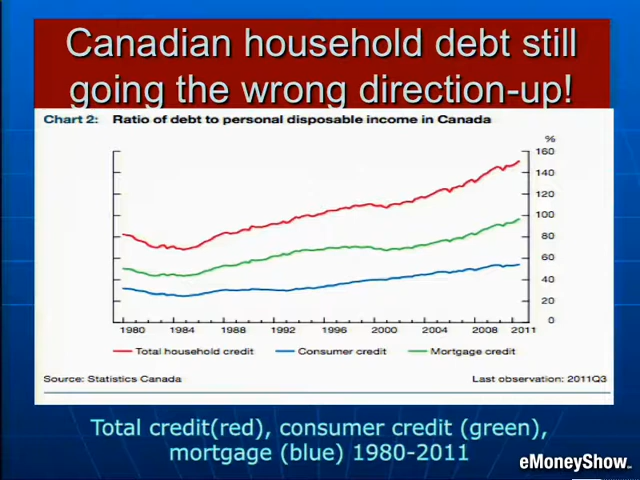 Canadian household debt still
going the wrong direction-up!
Chart 2: Ratio of debt to personal disposable income in Canada
%
160
140
120
100
80
60
40
20
0
1980 1984 1988 1992 1996 2000 2004 2008 2011
Total household credit Consumer credit Mortgage credit
Source: Statistics Canada Last observation: 2011Q3
Total credit(red), consumer credit (green),
mortgage (blue) 1980-2011
eMoneyShow.